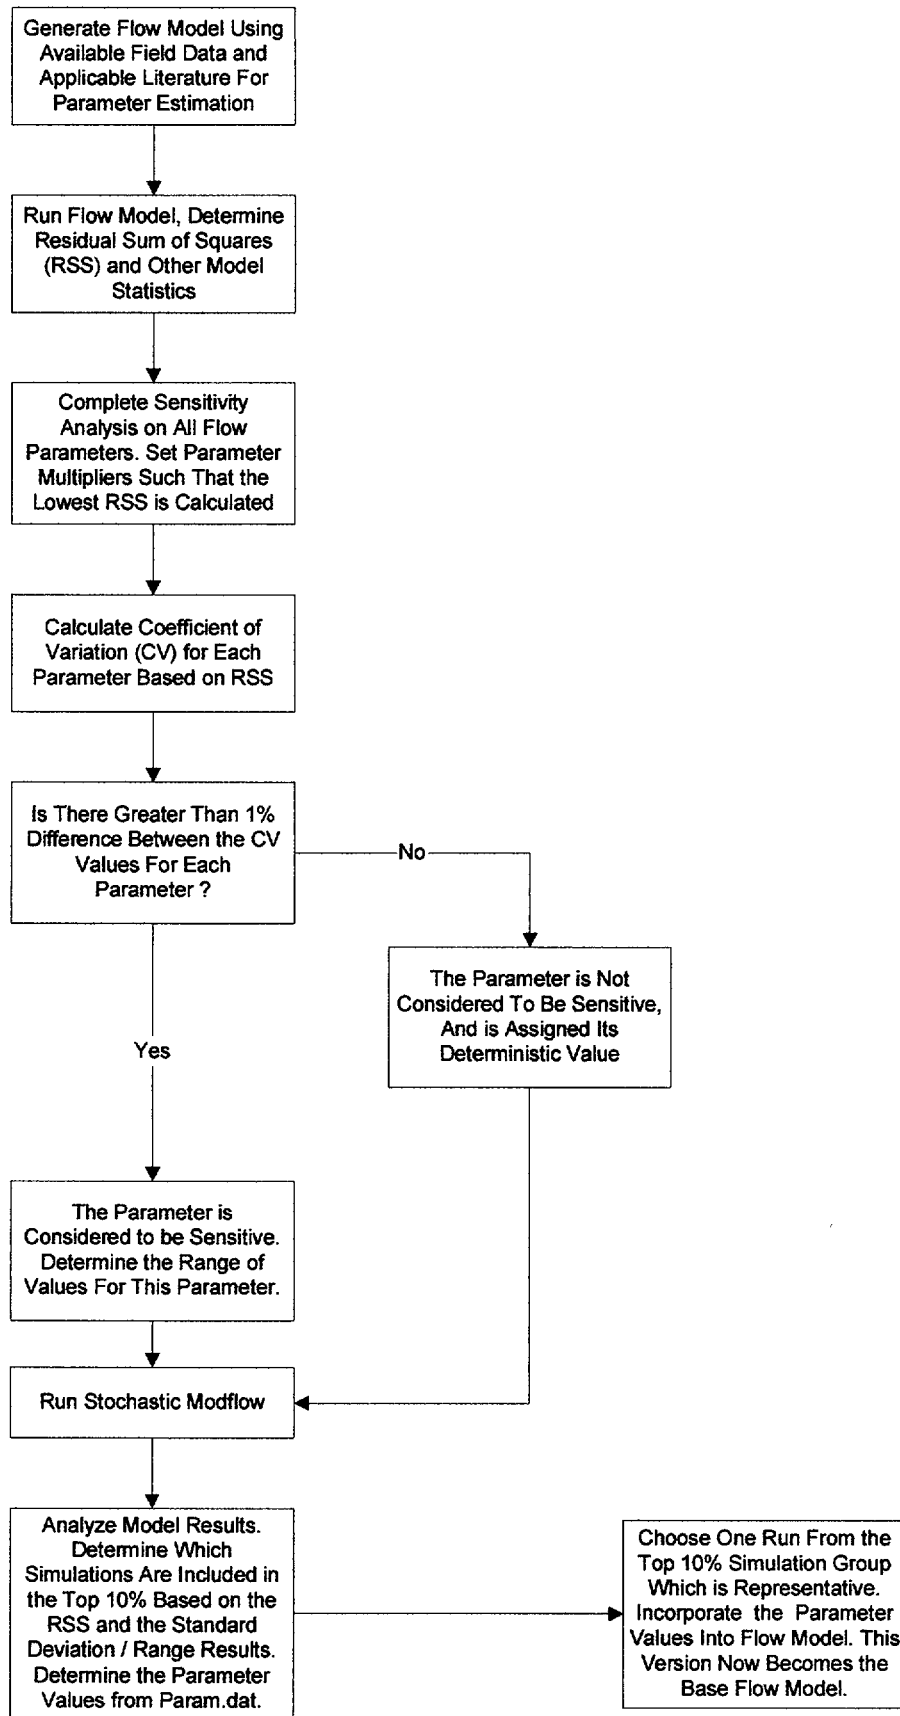 Generate Flow Model Using
Available Field Data and
Applicable Literature For
Parameter Estimation
Run Flow Model, Determine
Residual Sum of Squares
(RSS) and Other Model
Statistics
Complete Sensitivity
Analysis on All Flow
Parameters. Set Parameter
Multipliers Such That the
Lowest RSS is Calculated
Calculate Coefficient of
Variation (CV) for Each
Parameter Based on RSS
Is There Greater Than 1%
Difference Between the CV
Values For Each
Parameter ?
No
The Parameter is Not
Considered To Be Sensitive,
And is Assigned Its
Deterministic Value
Yes
The Parameter is
Considered to be Sensitive.
Determine the Range of
Values For This Parameter.
Run Stochastic Modflow
Analyze Model Results.
Determine Which
Simulations Are Included in
the Top 10% Based on the
RSS and the Standard
Deviation / Range Results.
Determine the Parameter
Values from Param.dat.
Choose One Run From the
Top 10% Simulation Group
Which is Representative.
Incorporate the Parameter
Values Into Flow Model. This
Version Now Becomes the
Base Flow Model.